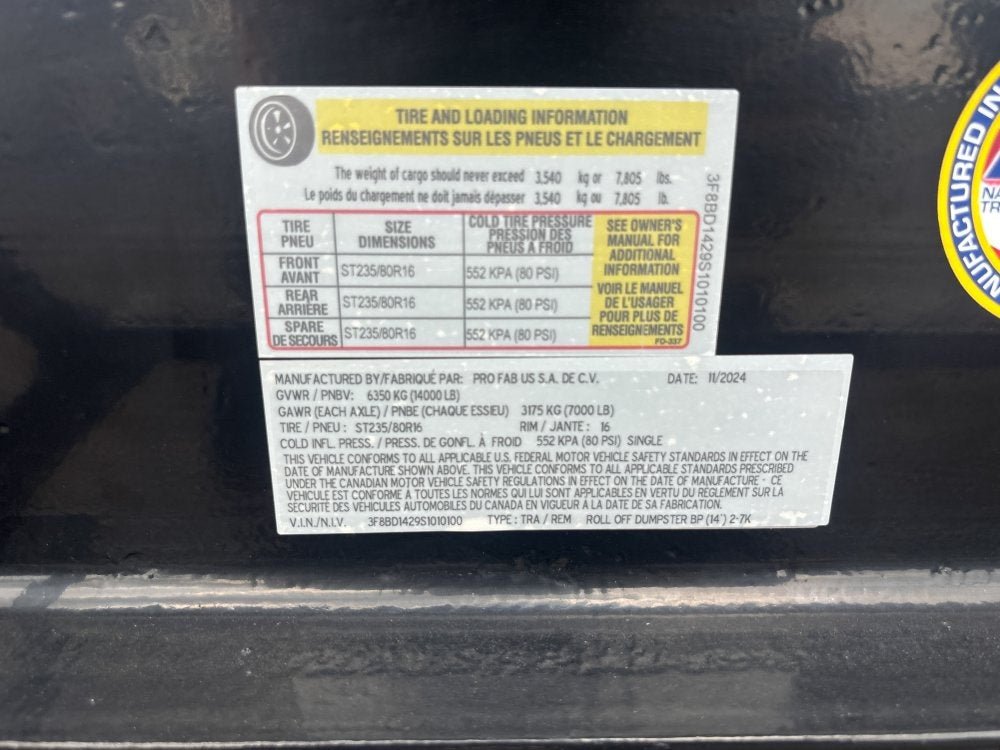 TIRE AND LOADING INFORMATION
RENSEIGNEMENTS SUR LES PNEUS ET LE CHARGEMENT
The weight of cargo should never exceed 3,540 kg or 7,805 lbs.
Le poids du chargement ne doit jamais dépasser 3,540 kg ou 7,805 lb.
TIRE PNEU
SIZE DIMENSIONS
COLD TIRE PRESSURE
PRESSION DES
PNEUS A FROID
SEE OWNER'S
MANUAL FOR
ADDITIONAL
INFORMATION
VOIR LE MANUEL
DE L'USAGER
POUR PLUS DE
RENSEIGNEMENTS
FRONT AVANT ST235/80R16 552 KPA (80 PSI)
REAR ARRIÈRE ST235/80R16 552 KPA (80 PSI)
SPARE DE SECOURS ST235/80R16 552 KPA (80 PSI)
FD-337
3F8BD1429S1010100
MANUFACTURED BY/FABRIQUÉ PAR: PRO FAB US S.A. DE C.V. DATE: 11/2024
GVWR / PNBV: 6350 KG (14000 LB)
GAWR (EACH AXLE) / PNBE (CHAQUE ESSIEU) 3175 KG (7000 LB)
TIRE / PNEU : ST235/80R16 RIM / JANTE : 16
COLD INFL. PRESS. / PRESS. DE GONFL. À FROID 552 KPA (80 PSI) SINGLE
THIS VEHICLE CONFORMS TO ALL APPLICABLE U.S. FEDERAL MOTOR VEHICLE SAFETY STANDARDS IN EFFECT ON THE
DATE OF MANUFACTURE SHOWN ABOVE. THIS VEHICLE CONFORMS TO ALL APPLICABLE STANDARDS PRESCRIBED
UNDER THE CANADIAN MOTOR VEHICLE SAFETY REGULATIONS IN EFFECT ON THE DATE OF MANUFACTURE - CE
VÉHICULE EST CONFORME A TOUTES LES NORMES QUI LUI SONT APPLICABLES EN VERTU DU RÈGLEMENT SUR LA
SÉCURITÉ DES VÉHICULES AUTOMOBILES DU CANADA EN VIGUEUR A LA DATE DE SA FABRICATION.
V.I.N./N.I.V. 3F8BD1429S1010100 TYPE : TRA / REM ROLL OFF DUMPSTER BP (14') 2-7K